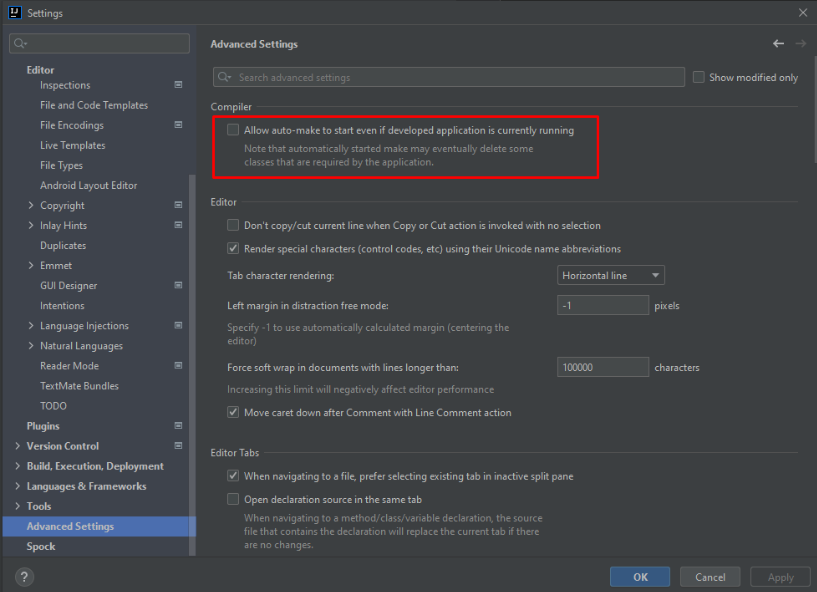 Settings
Editor
Inspections
File and Code Templates
File Encodings
Live Templates
File Types
Android Layout Editor
Copyright
Inlay Hints
Duplicates
Emmet
GUI Designer
Intentions
Language Injections
Natural Languages
Reader Mode
TextMate Bundles
TODO
Plugins
Version Control
Build, Execution, Deployment
Languages & Frameworks
Tools
Advanced Settings
Spock
?
Advanced Settings
Search advanced settings
Show modified only
Compiler
Allow auto-make to start even if developed application is currently running
Note that automatically started make may eventually delete some
classes that are required by the application.
Editor
Don't copy/cut current line when Copy or Cut action is invoked with no selection
Render special characters (control codes, etc) using their Unicode name abbreviations
Tab character rendering: Horizontal line
Left margin in distraction free mode: -1 pixels
Specify -1 to use automatically calculated margin (centering the
editor)
Force soft wrap in documents with lines longer than: 100000 characters
Increasing this limit will negatively affect editor performance
Move caret down after Comment with Line Comment action
Editor Tabs
When navigating to a file, prefer selecting existing tab in inactive split pane
Open declaration source in the same tab
When navigating to a method/class/variable declaration, the source
file that contains the declaration will replace the current tab if there
are no changes.
OK Cancel Apply